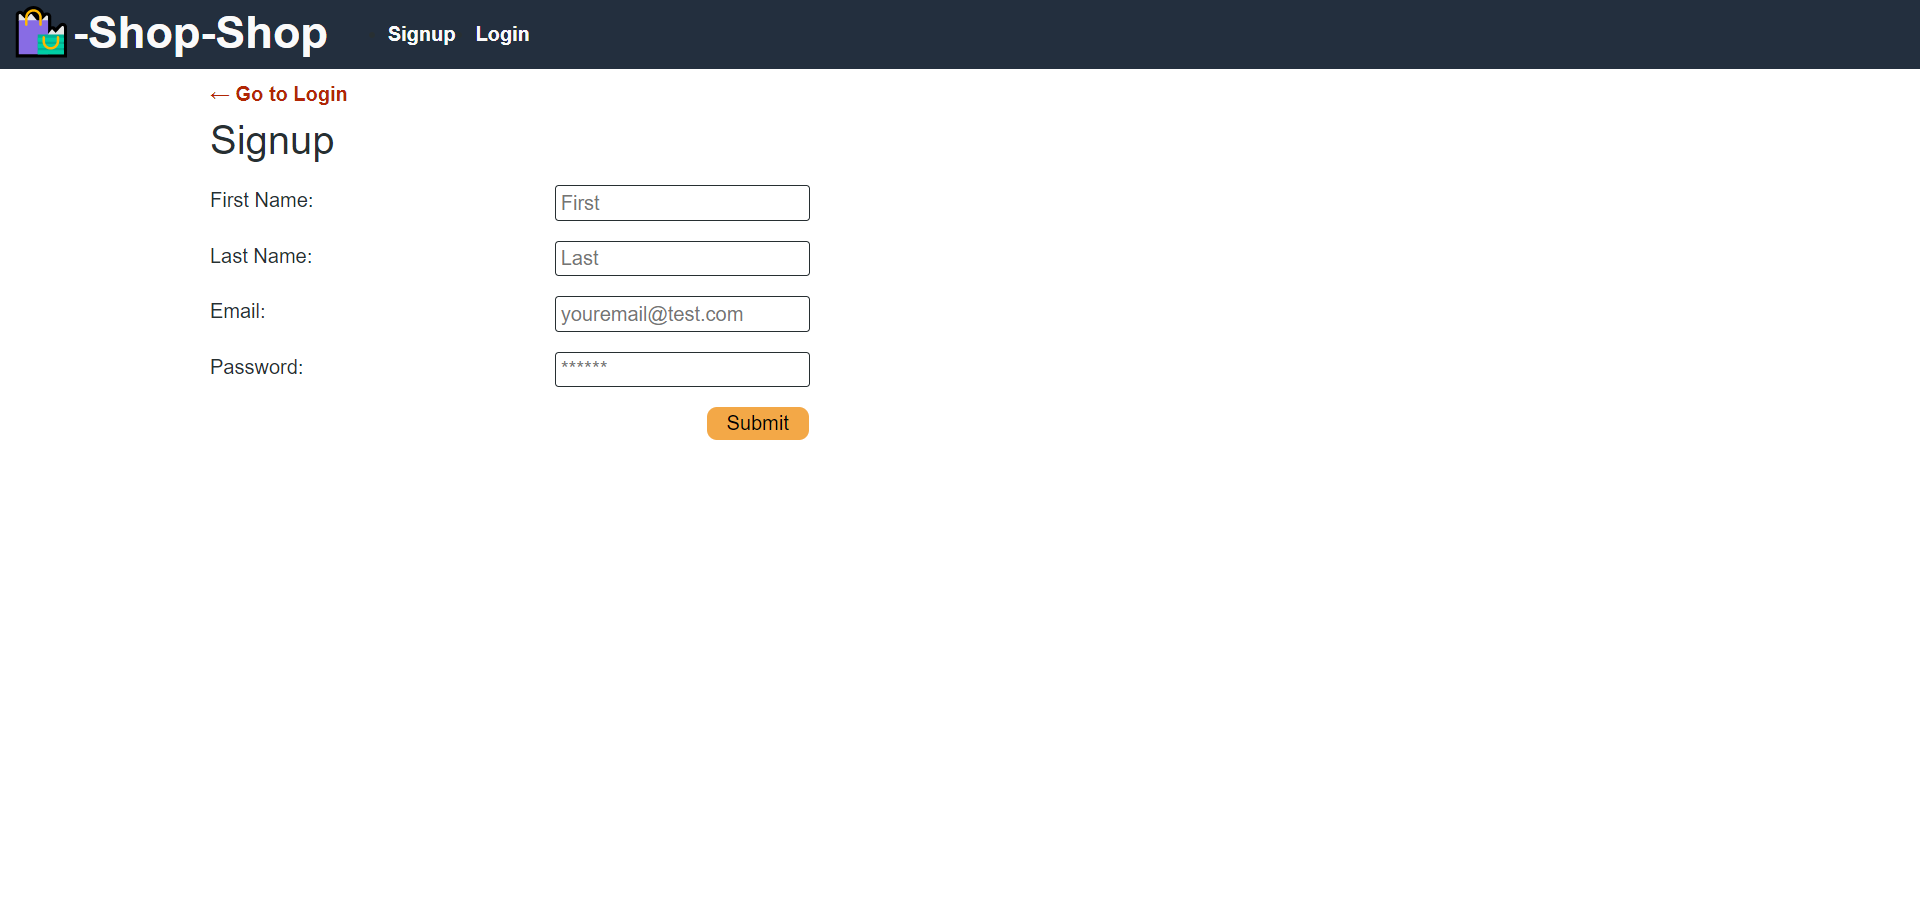 -Shop-Shop Signup Login
← Go to Login
Signup
First Name: First
Last Name: Last
Email: youremail@test.com
Password: ******
Submit